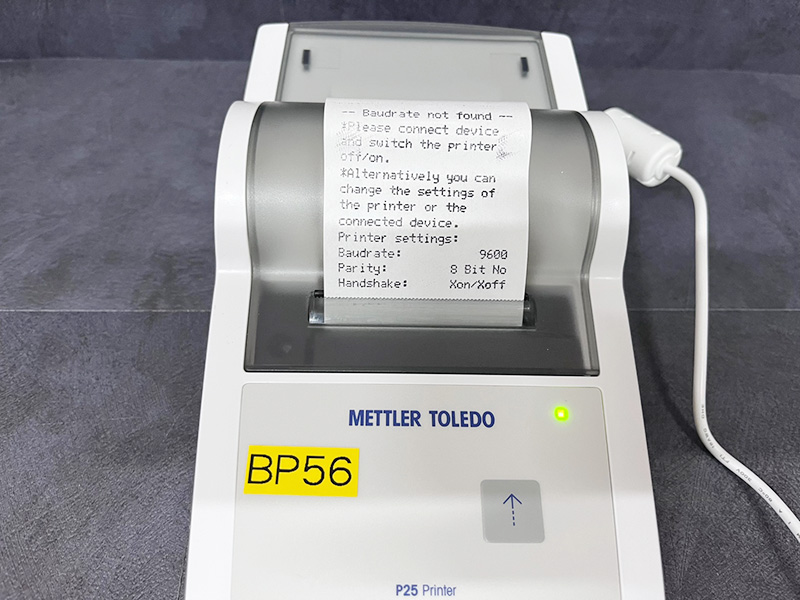 -- Baudrate not found --
*Please connect device
and switch the printer
off/on.
*Alternatively you can
change the settings of
the printer or the
connected device.
Printer settings:
Baudrate: 9600
Parity: 8 Bit No
Handshake: Xon/Xoff
METTLER TOLEDO
BP56
P25 Printer